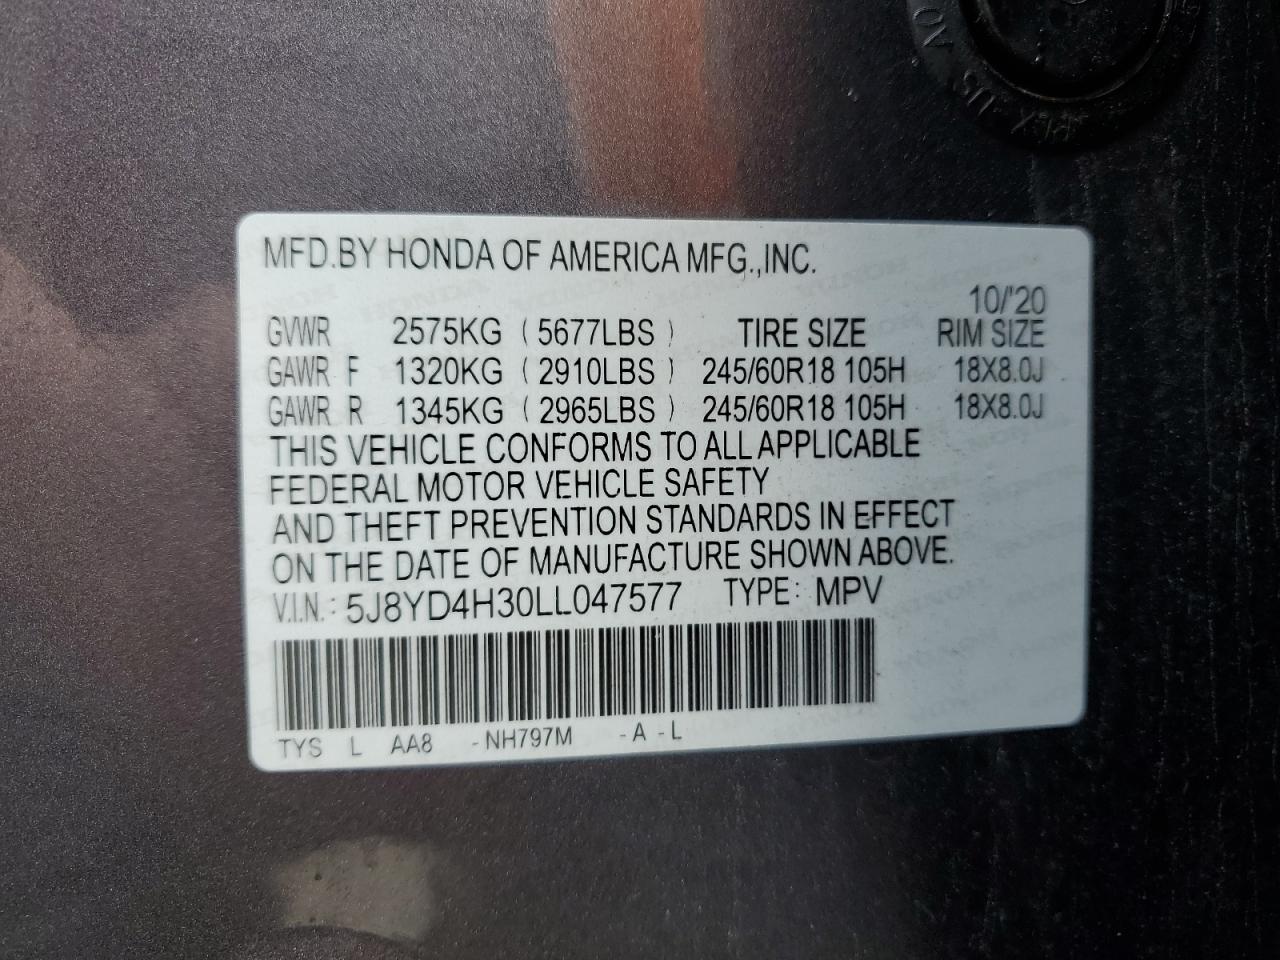 MFD.BY HONDA OF AMERICA MFG.,INC.
10/'20
GVWR 2575KG ( 5677LBS ) TIRE SIZE RIM SIZE
GAWR F 1320KG ( 2910LBS ) 245/60R18 105H 18X8.0J
GAWR R 1345KG ( 2965LBS ) 245/60R18 105H 18X8.0J
THIS VEHICLE CONFORMS TO ALL APPLICABLE
FEDERAL MOTOR VEHICLE SAFETY
AND THEFT PREVENTION STANDARDS IN EFFECT
ON THE DATE OF MANUFACTURE SHOWN ABOVE.
V.I.N.: 5J8YD4H30LL047577 TYPE: MPV
TYS L AA8 -NH797M -A -L